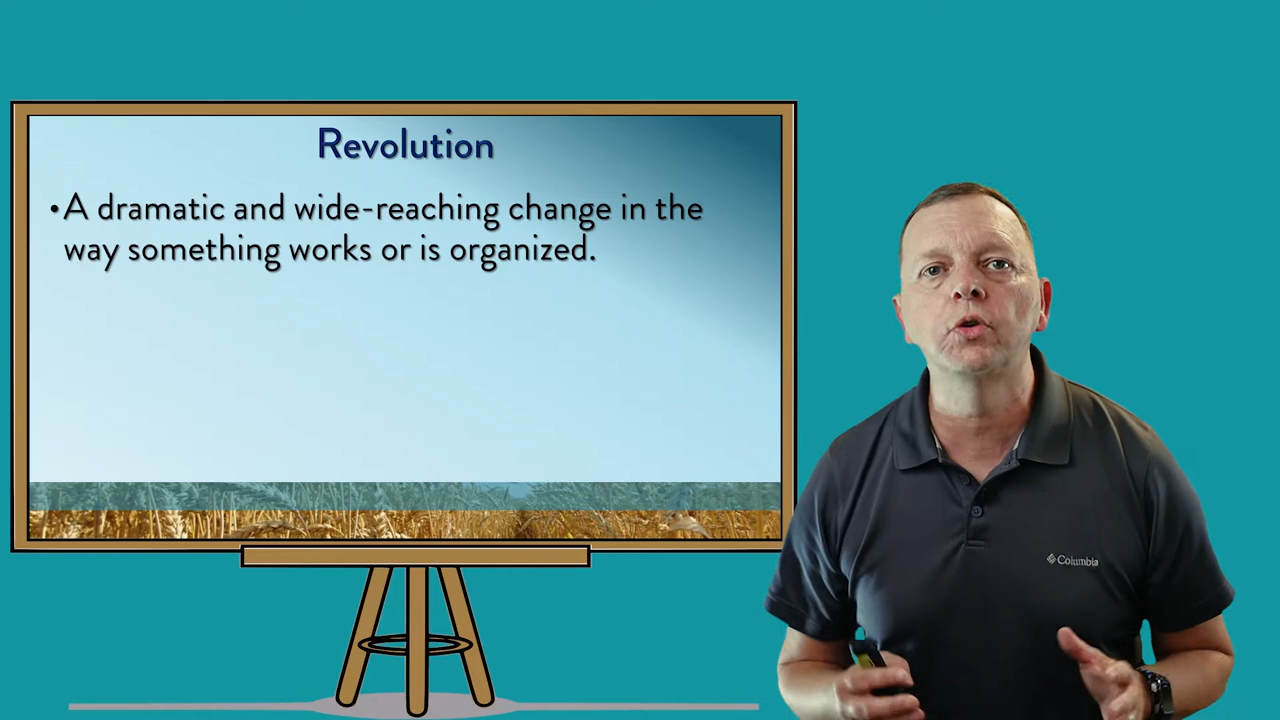 Revolution
•A dramatic and wide-reaching change in the
way something works or is organized.
Columbia